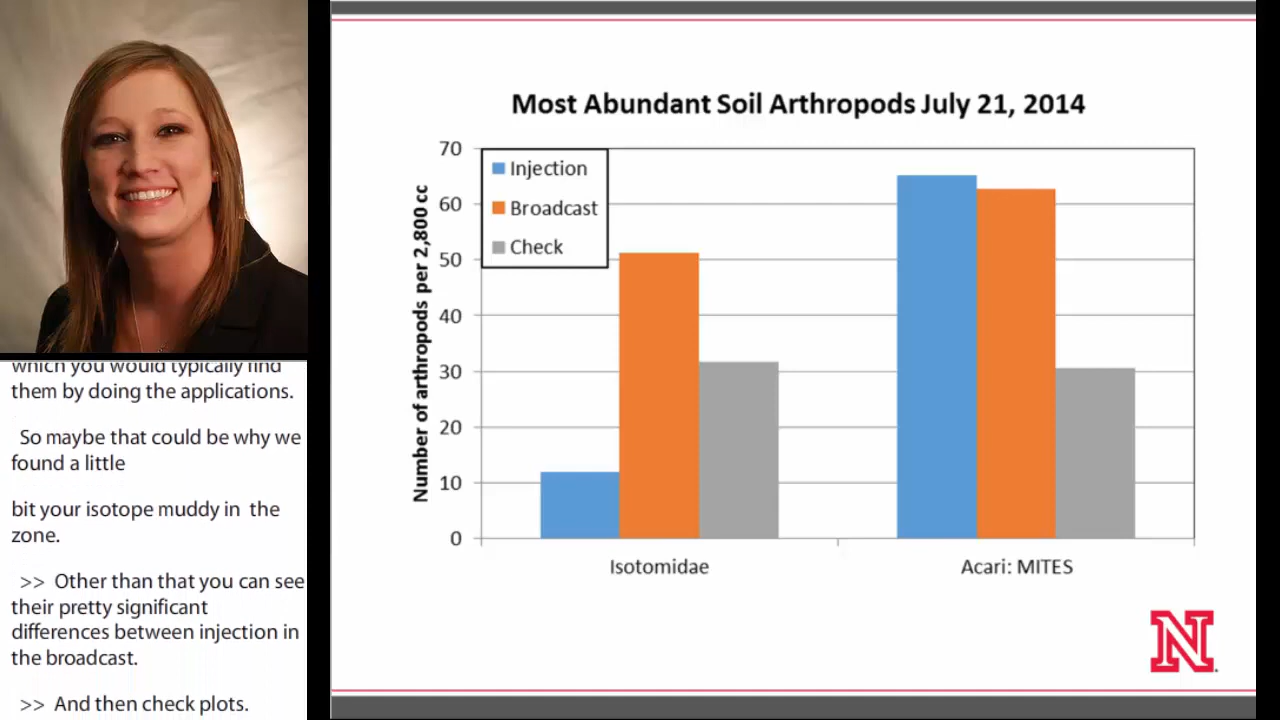 Most Abundant Soil Arthropods July 21, 2014
Number of arthropods per 2,800 cc
70
60
50
40
30
20
10
0
Injection
Broadcast
Check
Isotomidae
Acari: MITES
N
which you would typically find
them by doing the applications.
So maybe that could be why we
found a little
bit your isotope muddy in the
zone.
>> Other than that you can see
their pretty significant
differences between injection in
the broadcast.
>> And then check plots.